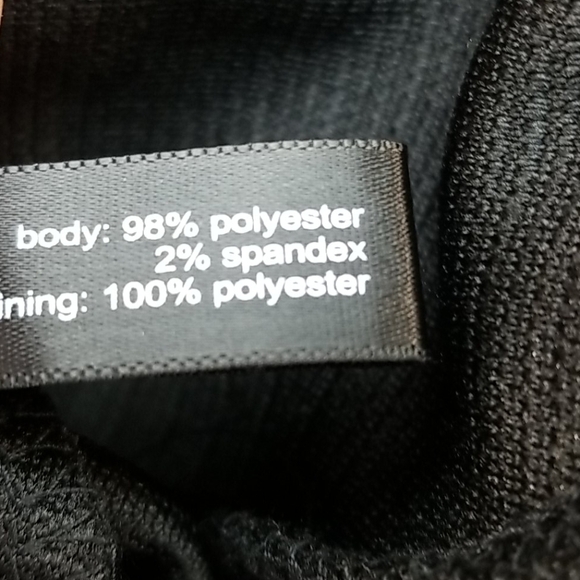 body: 98% polyester
2% spandex
ining: 100% polyester